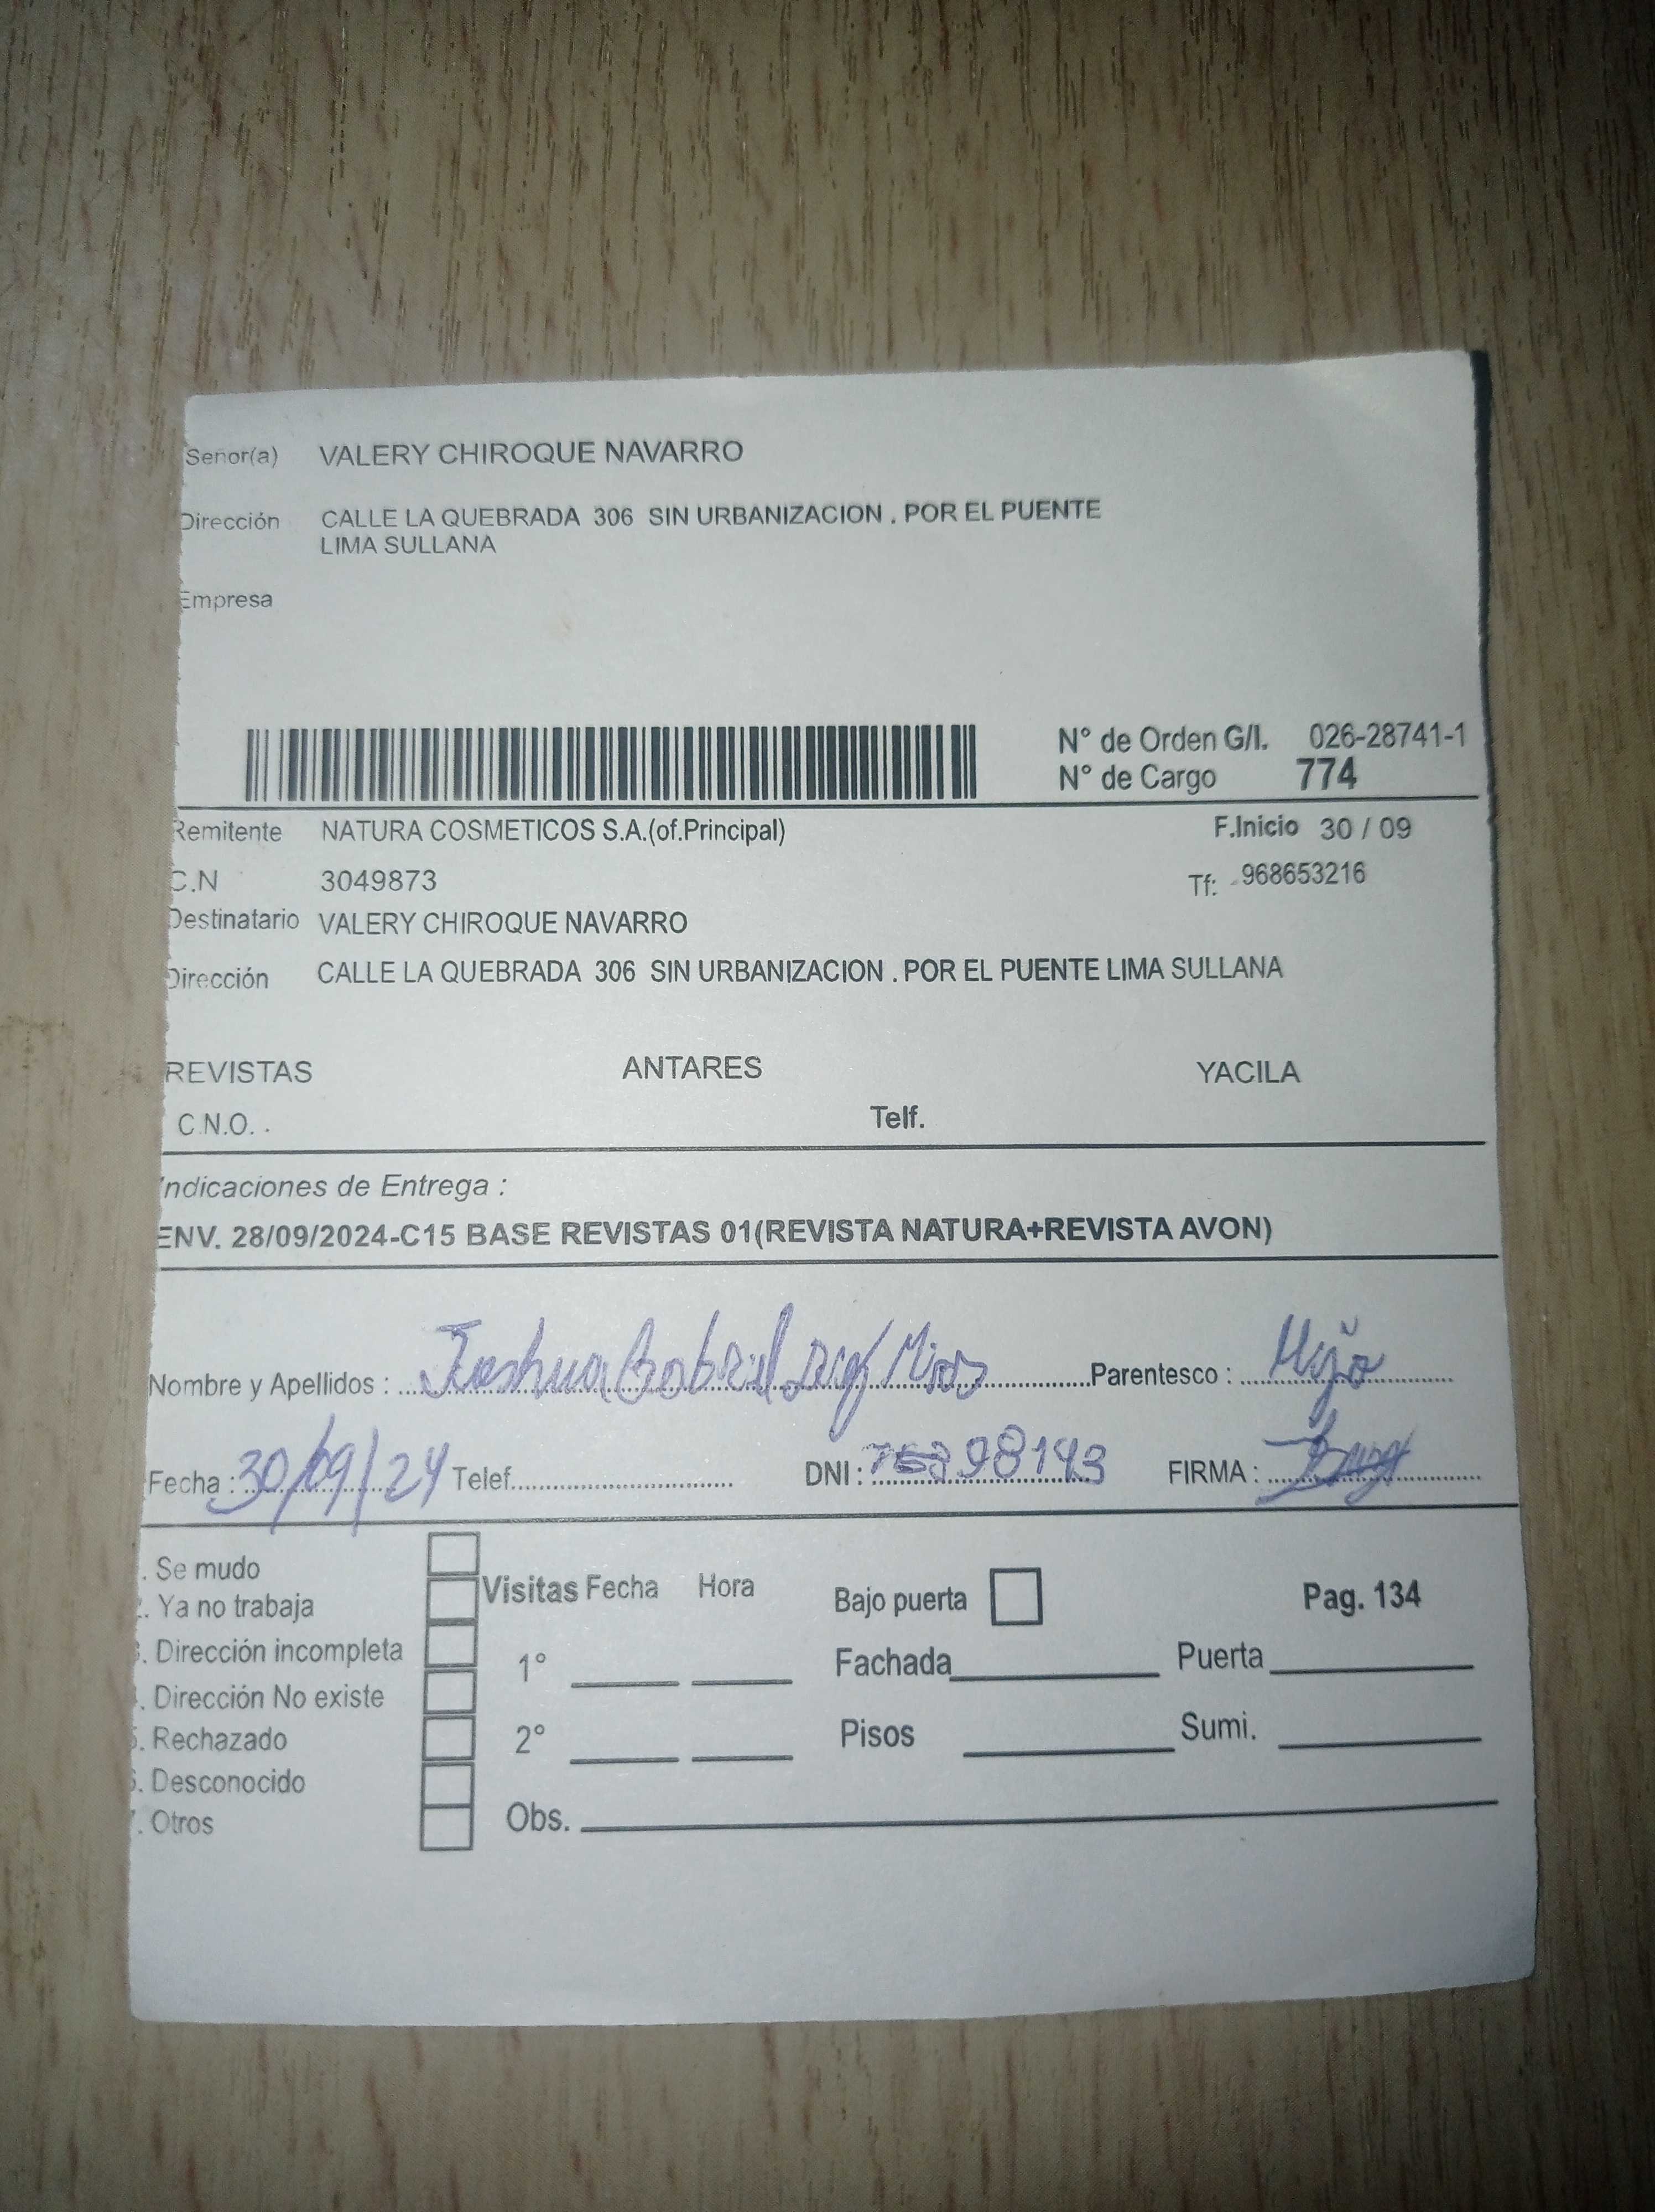 Señor(a) VALERY CHIROQUE NAVARRO
Dirección CALLE LA QUEBRADA 306 SIN URBANIZACION . POR EL PUENTE
LIMA SULLANA
Empresa
N° de Orden G/I. 026-28741-1
N° de Cargo 774
Remitente NATURA COSMETICOS S.A.(of.Principal) F.Inicio 30 / 09
C.N 3049873 Tf: 968653216
Destinatario VALERY CHIROQUE NAVARRO
Dirección CALLE LA QUEBRADA 306 SIN URBANIZACION . POR EL PUENTE LIMA SULLANA
REVISTAS ANTARES YACILA
C.N.O. . Telf.
Indicaciones de Entrega :
ENV. 28/09/2024-C15 BASE REVISTAS 01(REVISTA NATURA+REVISTA AVON)
Nombre y Apellidos : Joshua Gabriel Parentesco : Hijo
Fecha : 30/09/24 Telef. DNI : FIRMA :
. Se mudo
. Ya no trabaja
Visitas Fecha Hora Bajo puerta Pag. 134
. Dirección incompleta
1° Fachada Puerta
. Dirección No existe
. Rechazado
2° Pisos Sumi.
. Desconocido
. Otros
Obs.